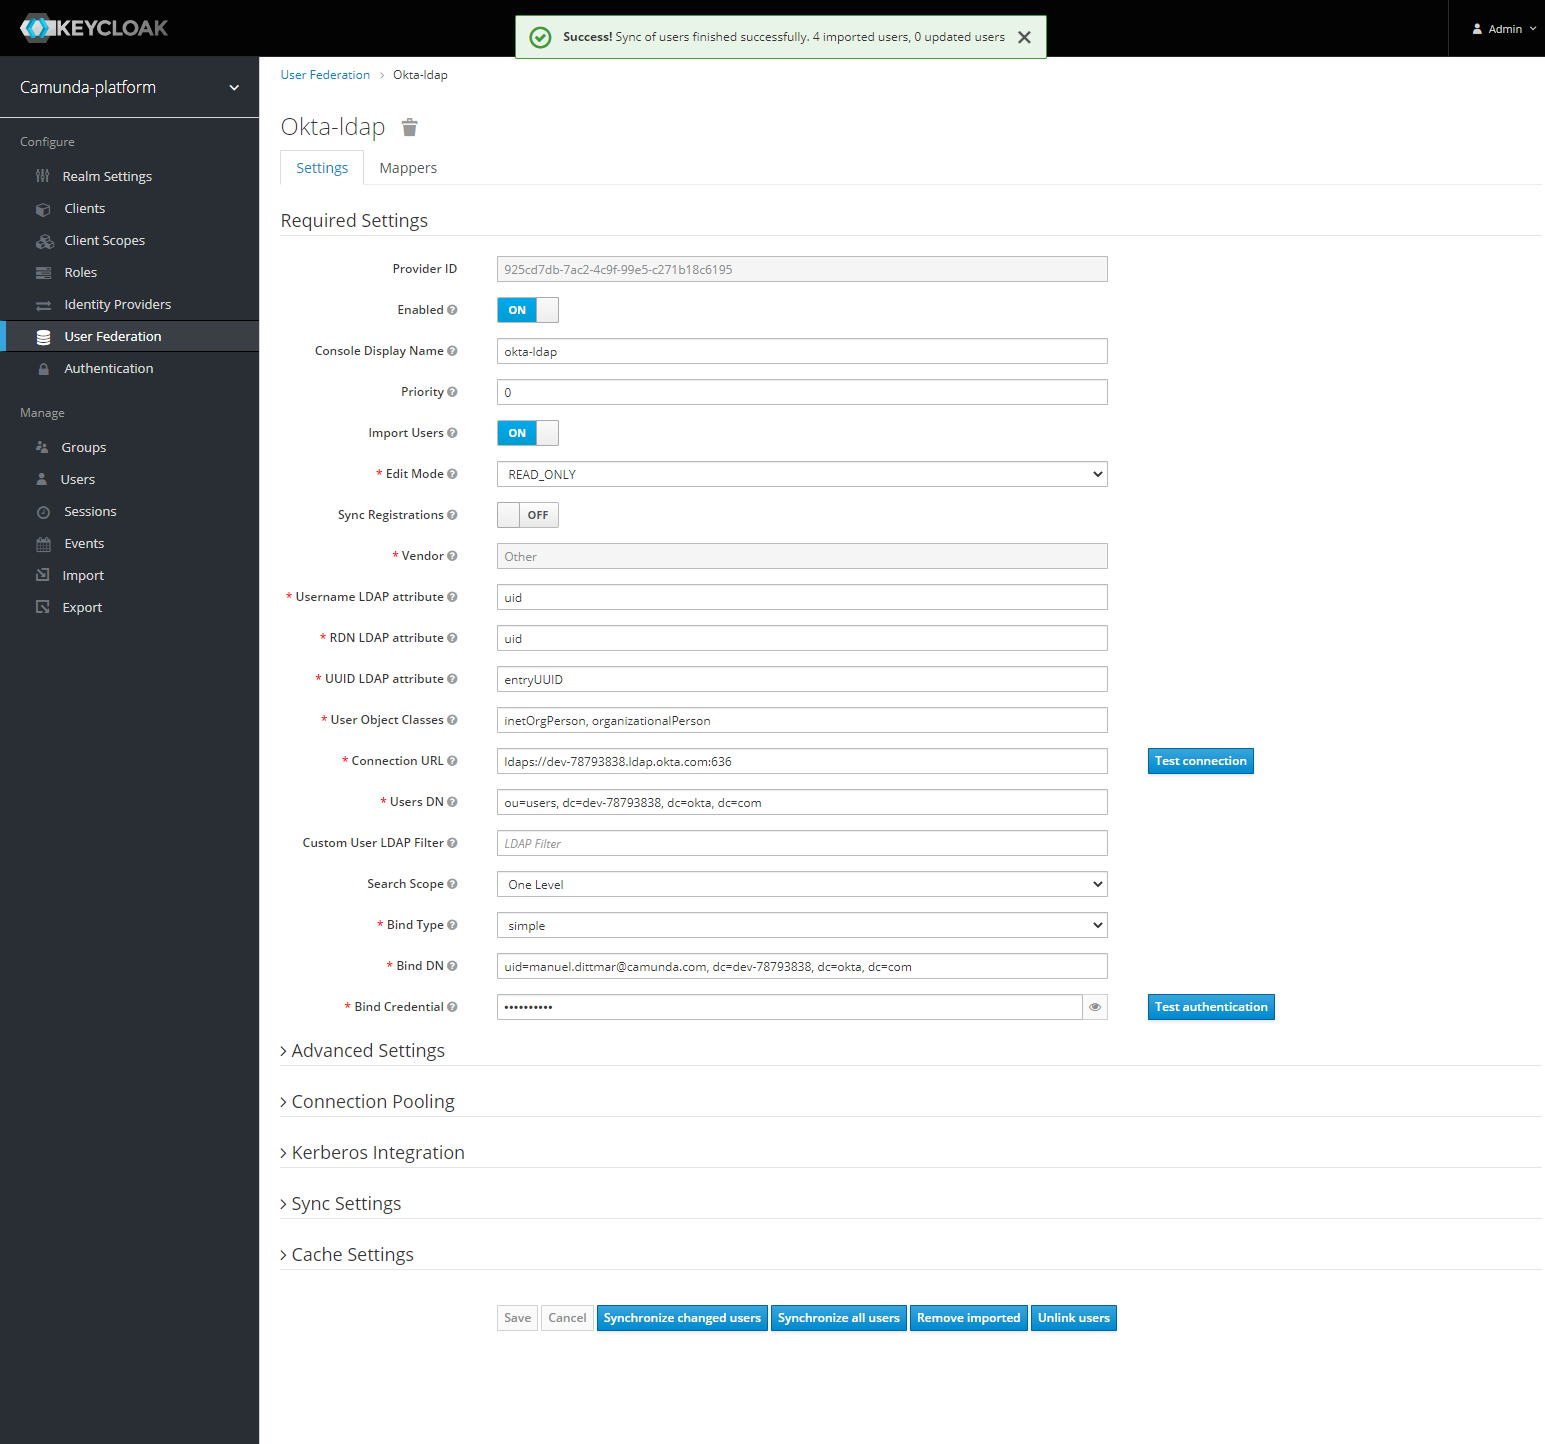 KEYCLOAK
Success! Sync of users finished successfully. 4 imported users, 0 updated users
Admin
Camunda-platform
Configure
Realm Settings
Clients
Client Scopes
Roles
Identity Providers
User Federation
Authentication
Manage
Groups
Users
Sessions
Events
Import
Export
User Federation > Okta-ldap
Okta-ldap
Settings Mappers
Required Settings
Provider ID 925cd7db-7ac2-4c9f-99e5-c271b18c6195
Enabled ON
Console Display Name okta-ldap
Priority 0
Import Users ON
* Edit Mode READ_ONLY
Sync Registrations OFF
* Vendor Other
* Username LDAP attribute uid
* RDN LDAP attribute uid
* UUID LDAP attribute entryUUID
* User Object Classes inetOrgPerson, organizationalPerson
* Connection URL ldaps://dev-78793838.ldap.okta.com:636 Test connection
* Users DN ou=users, dc=dev-78793838, dc=okta, dc=com
Custom User LDAP Filter LDAP Filter
Search Scope One Level
* Bind Type simple
* Bind DN uid=manuel.dittmar@camunda.com, dc=dev-78793838, dc=okta, dc=com
* Bind Credential •••••••••• Test authentication
> Advanced Settings
> Connection Pooling
> Kerberos Integration
> Sync Settings
> Cache Settings
Save Cancel Synchronize changed users Synchronize all users Remove imported Unlink users